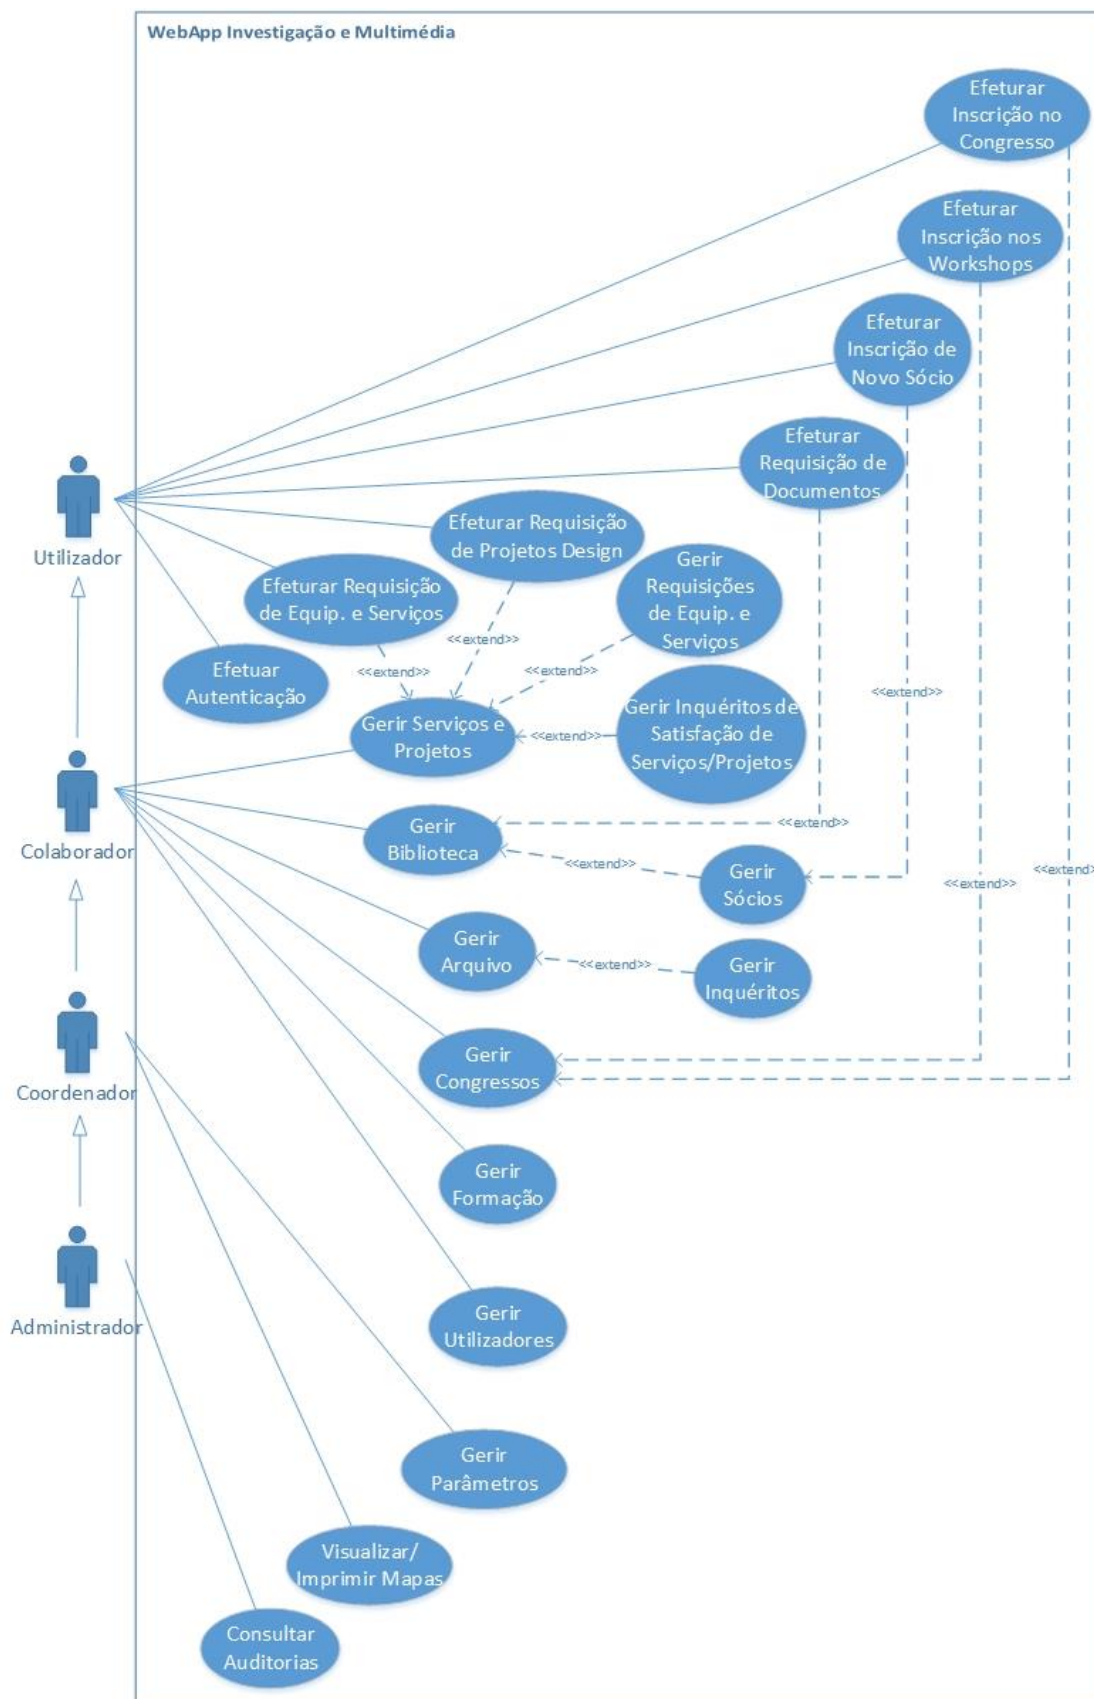 WebApp Investigação e Multimédia
Efeturar
Inscrição no
Congresso
Efeturar
Inscrição nos
Workshops
Efeturar
Inscrição de
Novo Sócio
Efeturar
Requisição de
Documentos
Utilizador
Efeturar Requisição
de Projetos Design
Efeturar Requisição
de Equip. e Serviços
Gerir
Requisições
de Equip. e
Serviços
<<extend>>
<<extend>>
<<extend>>
Efetuar
Autenticação
<<extend>>
Gerir Serviços e
Projetos
<<extend>>
Gerir Inquéritos de
Satisfação de
Serviços/Projetos
Colaborador
Gerir
Biblioteca
<<extend>>
<<extend>>
Gerir
Sócios
<<extend>>
<<extend>>
Gerir
Arquivo
<<extend>>
Gerir
Inquéritos
Coordenador
Gerir
Congressos
Gerir
Formação
Administrador
Gerir
Utilizadores
Gerir
Parâmetros
Visualizar/
Imprimir Mapas
Consultar
Auditorias